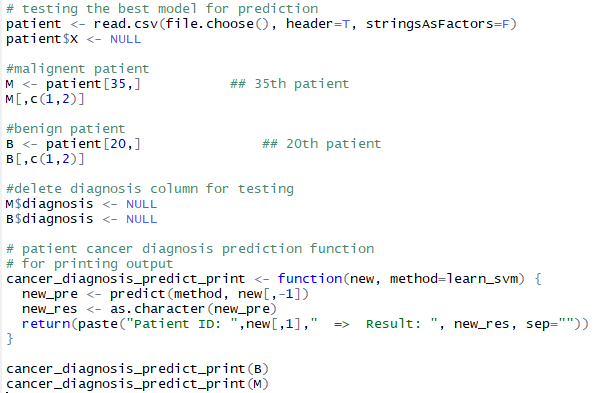 # testing the best model for prediction
patient <- read.csv(file.choose(), header=T, stringsAsFactors=F)
patient$X <- NULL

#malignent patient
M <- patient[35,]          ## 35th patient
M[,c(1,2)]

#benign patient
B <- patient[20,]              ## 20th patient
B[,c(1,2)]

#delete diagnosis column for testing
M$diagnosis <- NULL
B$diagnosis <- NULL

# patient cancer diagnosis prediction function
# for printing output
cancer_diagnosis_predict_print <- function(new, method=learn_svm) {
  new_pre <- predict(method, new[,-1])
  new_res <- as.character(new_pre)
  return(paste("Patient ID: ",new[,1],"  =>  Result: ", new_res, sep=""))
}

cancer_diagnosis_predict_print(B)
cancer_diagnosis_predict_print(M)